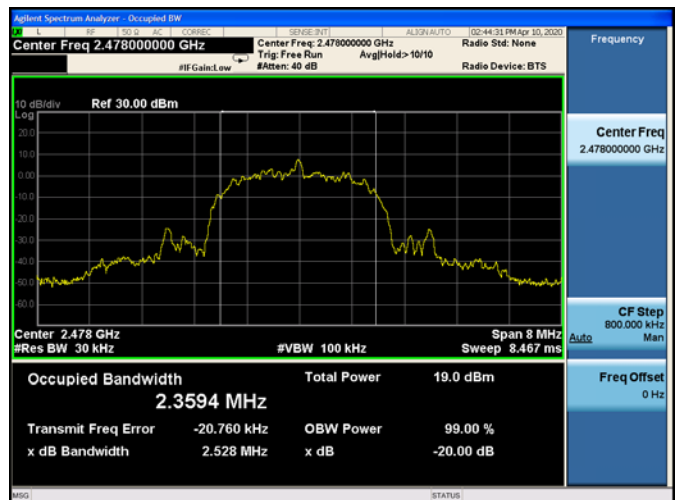 Agilent Spectrum Analyzer - Occupied BW
L RF 50 Ω AC CORREC SENSE:INT ALIGN AUTO 02:44:31 PM Apr 10, 2020
Center Freq 2.478000000 GHz
Center Freq: 2.478000000 GHz Radio Std: None
Trig: Free Run Avg|Hold:> 10/10
#IFGain:Low #Atten: 40 dB Radio Device: BTS
Frequency
10 dB/div Ref 30.00 dBm
Log
20.0
10.0
0.00
-10.0
-20.0
-30.0
-40.0
-50.0
-60.0
Center 2.478 GHz Span 8 MHz
#Res BW 30 kHz #VBW 100 kHz Sweep 8.467 ms
Center Freq
2.478000000 GHz
CF Step
800.000 kHz
Auto Man
Freq Offset
0 Hz
Occupied Bandwidth Total Power 19.0 dBm
2.3594 MHz
Transmit Freq Error -20.760 kHz OBW Power 99.00 %
x dB Bandwidth 2.528 MHz x dB -20.00 dB
MSG STATUS